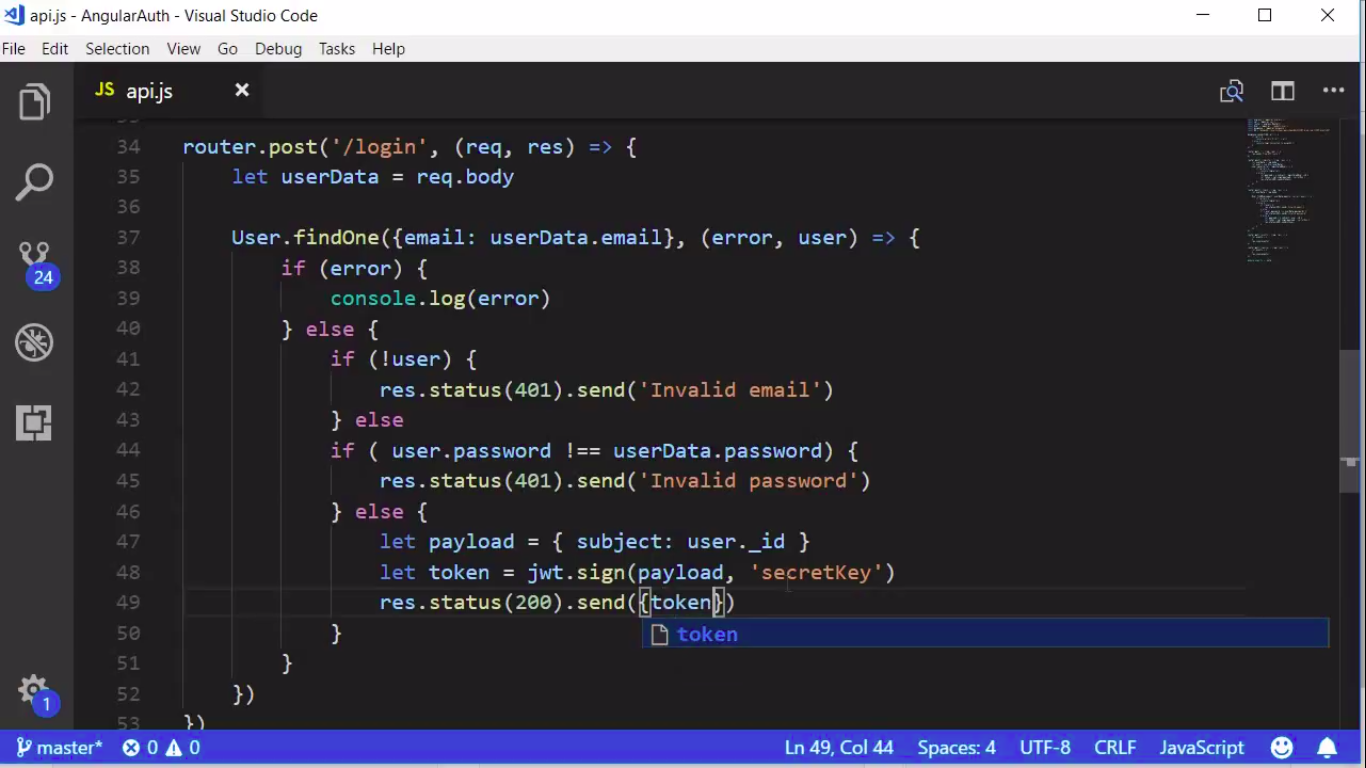 api.js - AngularAuth - Visual Studio Code
File Edit Selection View Go Debug Tasks Help
JS api.js
34 router.post('/login', (req, res) => {
35     let userData = req.body
36
37     User.findOne({email: userData.email}, (error, user) => {
38         if (error) {
39             console.log(error)
40         } else {
41             if (!user) {
42                 res.status(401).send('Invalid email')
43             } else
44             if ( user.password !== userData.password) {
45                 res.status(401).send('Invalid password')
46             } else {
47                 let payload = { subject: user._id }
48                 let token = jwt.sign(payload, 'secretKey')
49                 res.status(200).send({token})
50             }
token
51         }
52     })
53 })
24
1
master* 0 0 Ln 49, Col 44 Spaces: 4 UTF-8 CRLF JavaScript